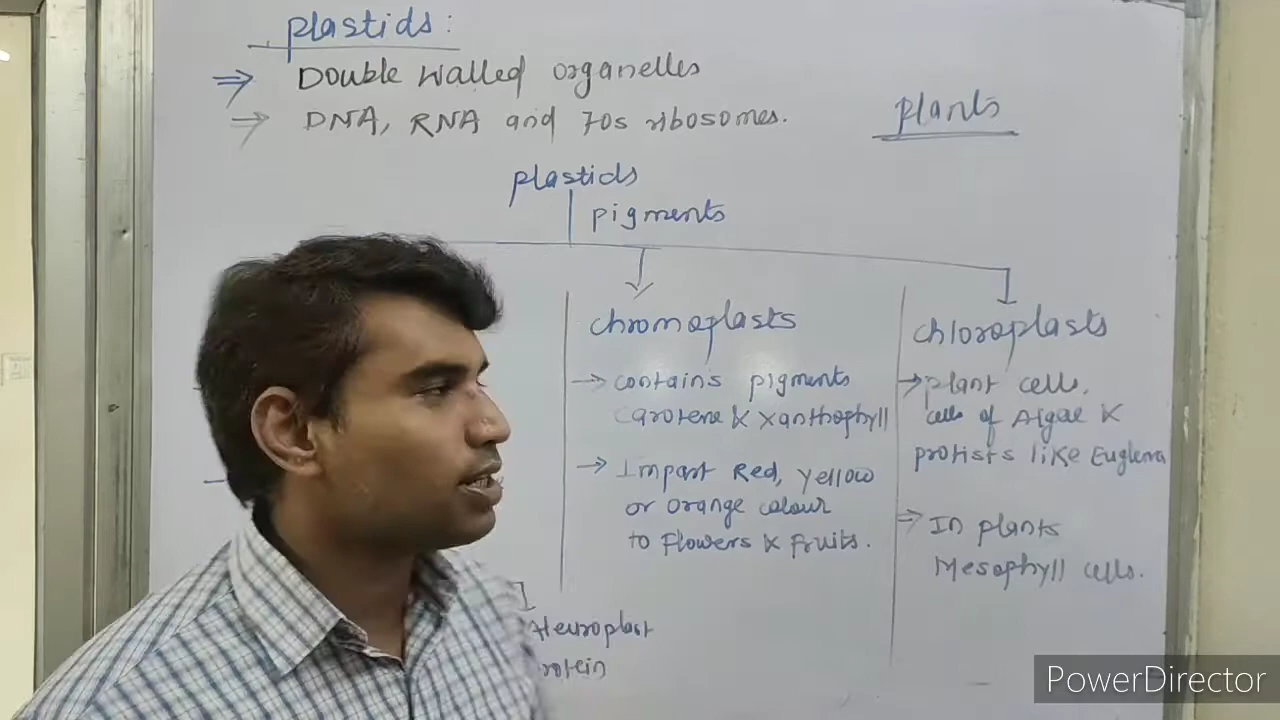 plastids:
⇒ Double walled organelles
⇒ DNA, RNA and 70s ribosomes.
plants
plastids
pigments
chromoplasts
→ contains pigments
carotene & xanthophyll
→ Impart Red, yellow
or orange colour
to Flowers & Fruits.
chloroplasts
→ plant cells.
cells of Algae &
protists like Euglena
⇒ In plants
Mesophyll cells.
Aleuroplast
rotein
PowerDirector